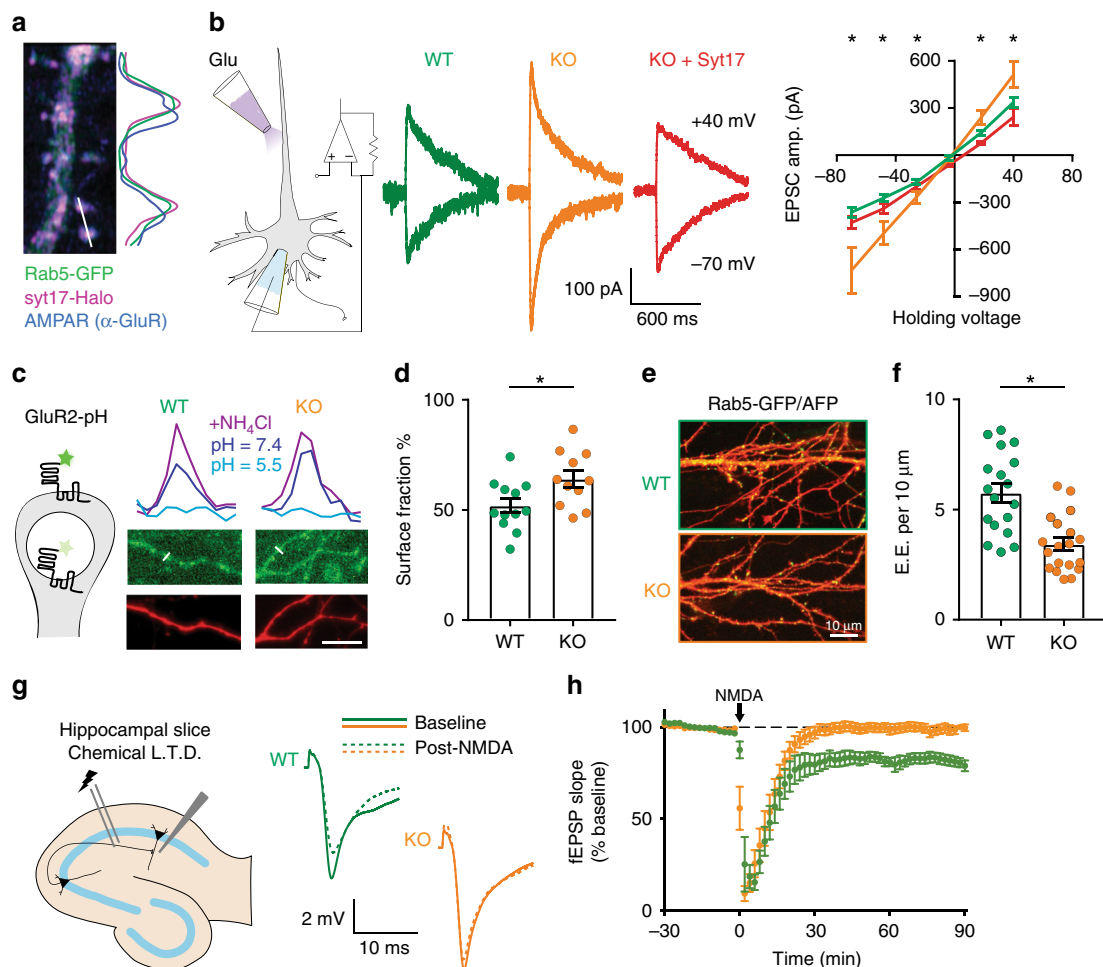 a
Rab5-GFP
syt17-Halo
AMPAR (α-GluR)
b
Glu
+ −
WT
KO
KO + Syt17
+40 mV
−70 mV
100 pA
600 ms
* * * * *
EPSC amp. (pA)
600
300
−300
−600
−900
−80 −40 40 80
Holding voltage
c
GluR2-pH
WT
KO
+NH₄Cl
pH = 7.4
pH = 5.5
d
*
Surface fraction %
100
50
0
WT KO
e
Rab5-GFP/AFP
WT
KO
10 μm
f
*
E.E. per 10 μm
10
5
0
WT KO
g
Hippocampal slice
Chemical L.T.D.
Baseline
Post-NMDA
WT
KO
2 mV
10 ms
h
NMDA
fEPSP slope
(% baseline)
100
50
0
−30 0 30 60 90
Time (min)